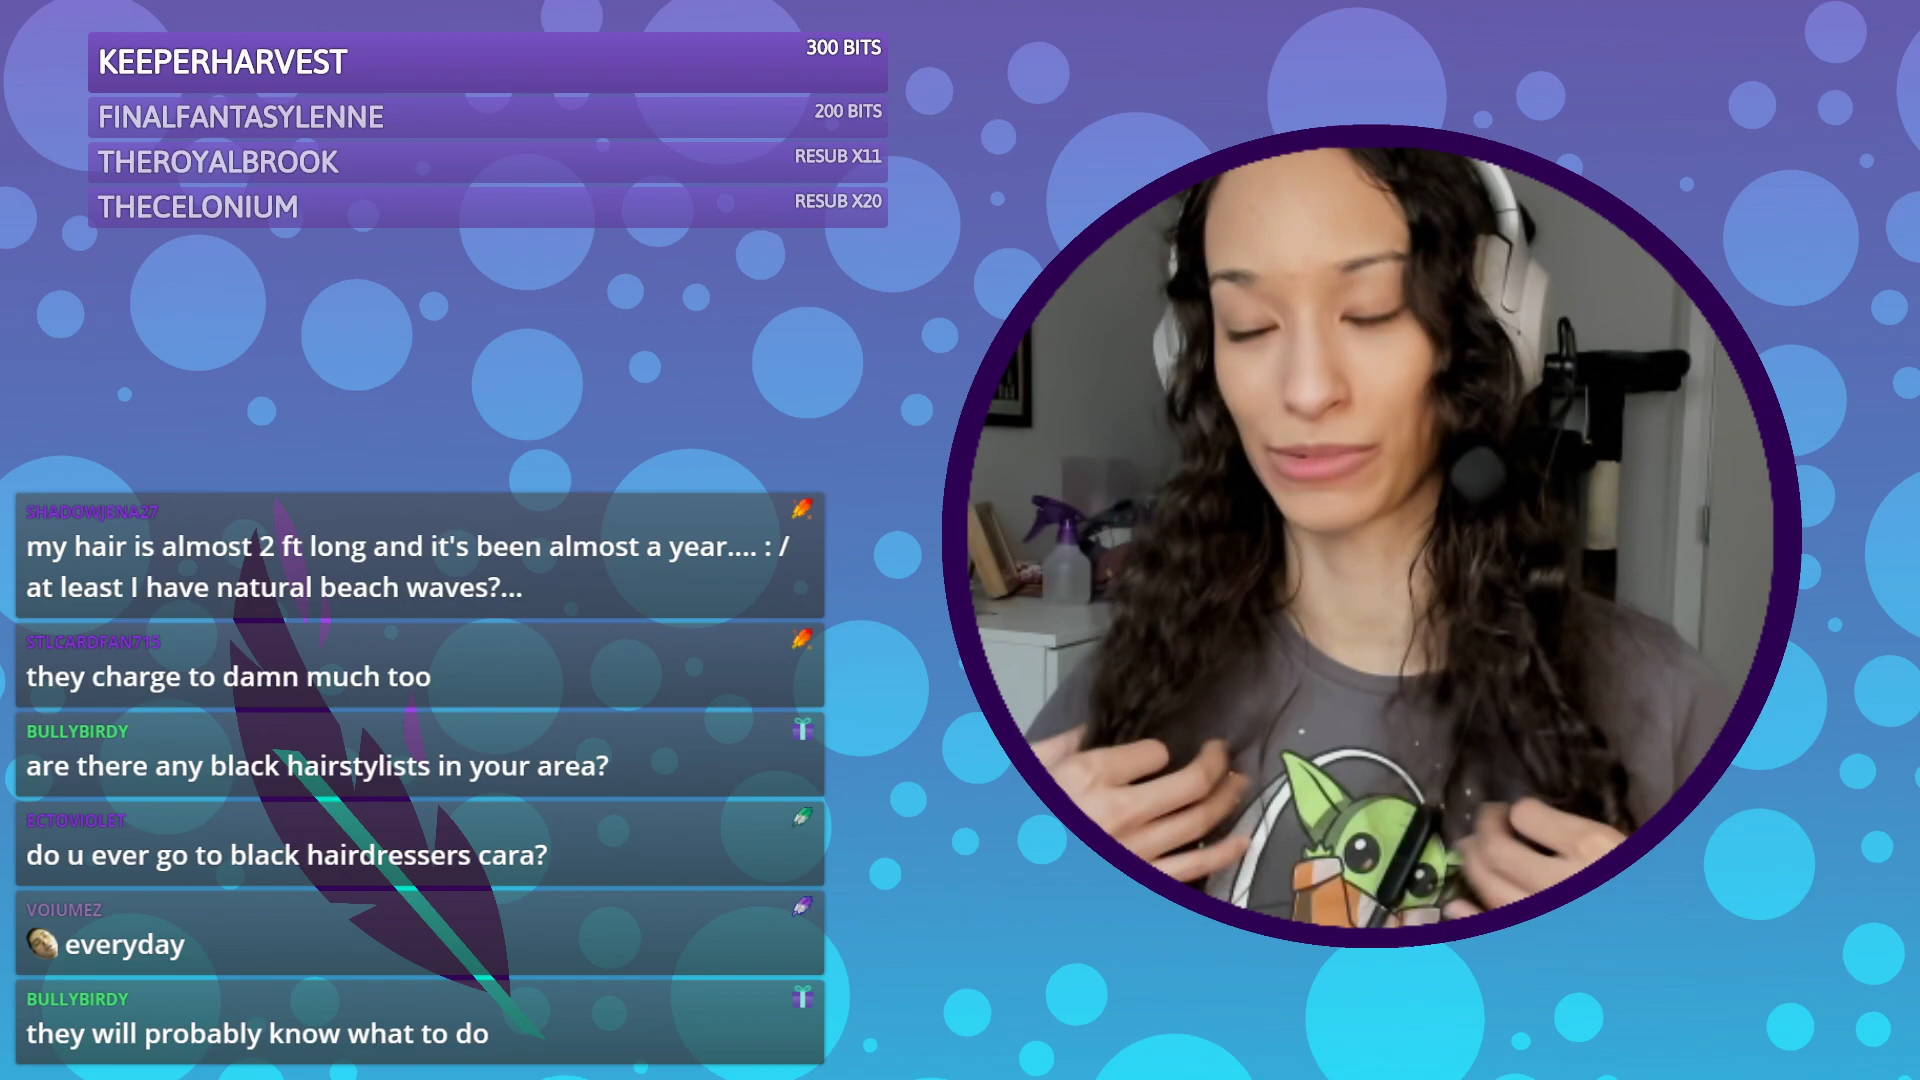 KEEPERHARVEST 300 BITS
FINALFANTASYLENNE 200 BITS
THEROYALBROOK RESUB X11
THECELONIUM RESUB X20
SHADOWJENA27
my hair is almost 2 ft long and it's been almost a year.... : /
at least I have natural beach waves?...
STLCARDFAN715
they charge to damn much too
BULLYBIRDY
are there any black hairstylists in your area?
ECTOVIOLET
do u ever go to black hairdressers cara?
VOIUMEZ
everyday
BULLYBIRDY
they will probably know what to do